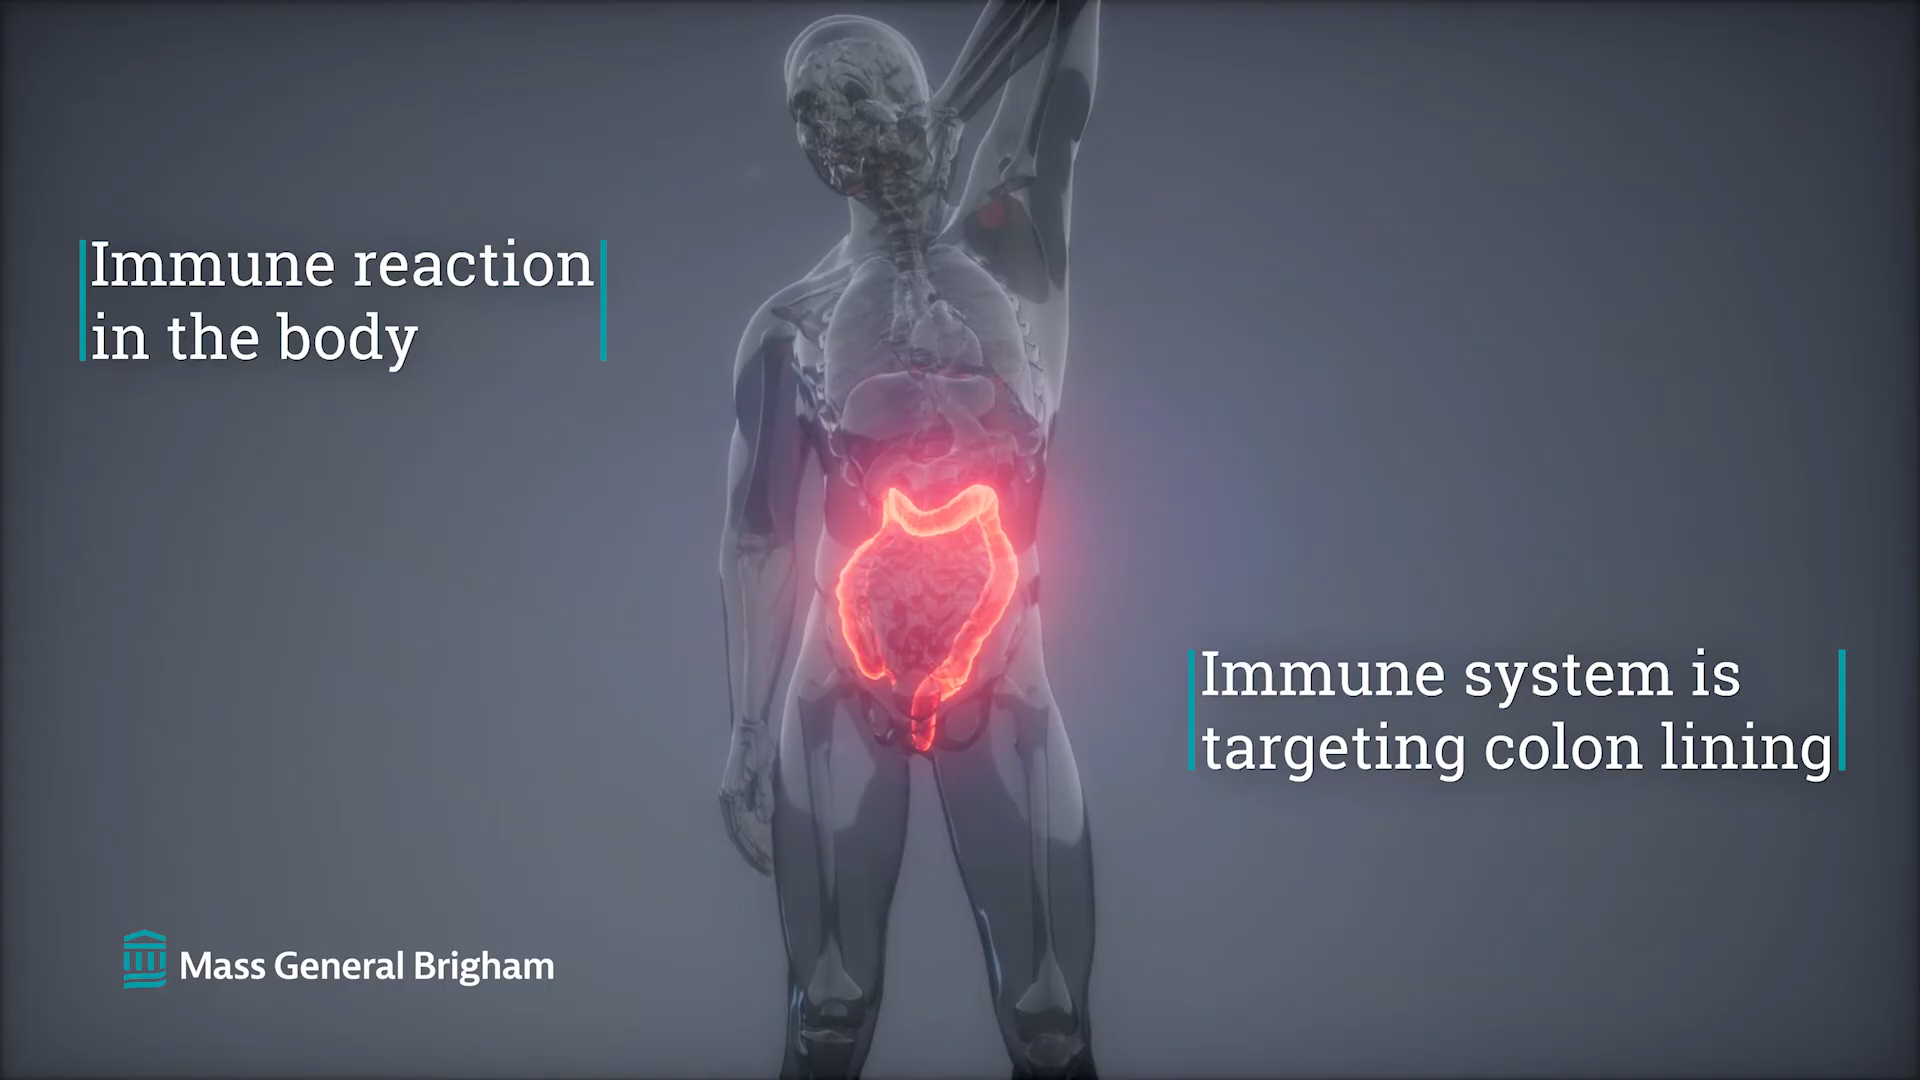 Immune reaction
in the body
Immune system is
targeting colon lining
Mass General Brigham